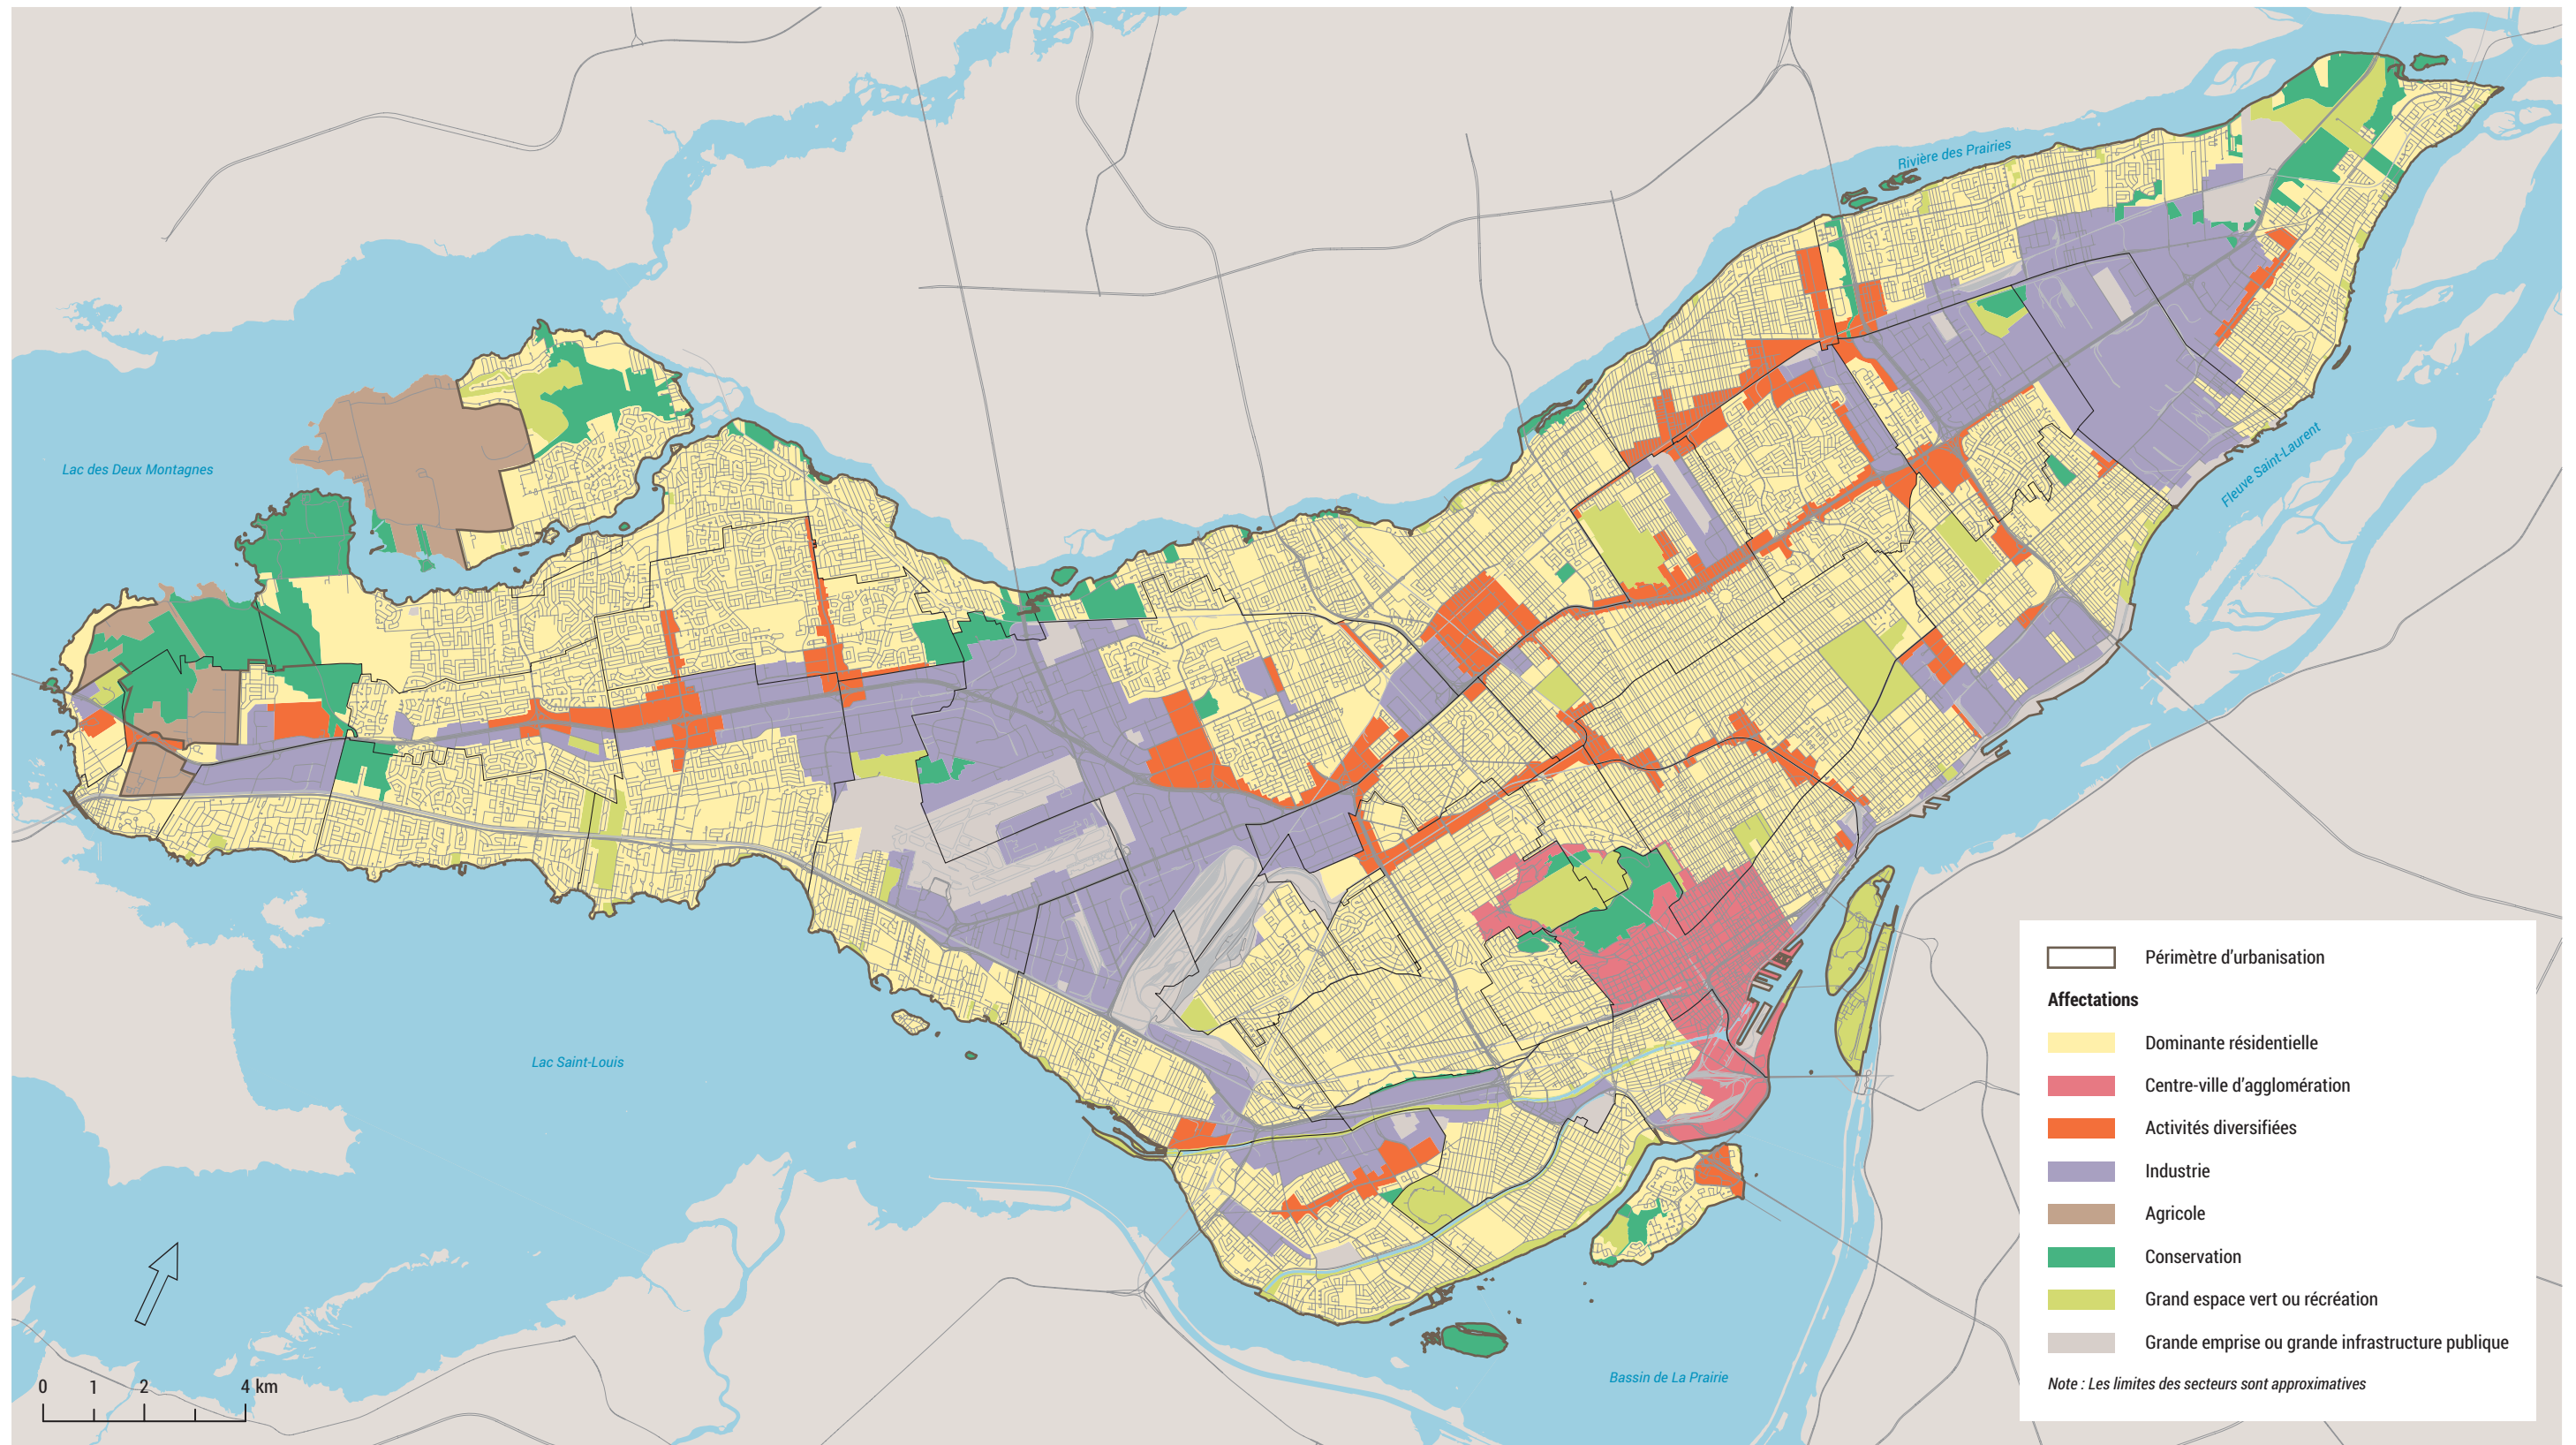 Rivière des Prairies
Lac des Deux Montagnes
Fleuve Saint-Laurent
Lac Saint-Louis
Bassin de La Prairie
Périmètre d'urbanisation
Affectations
Dominante résidentielle
Centre-ville d'agglomération
Activités diversifiées
Industrie
Agricole
Conservation
Grand espace vert ou récréation
Grande emprise ou grande infrastructure publique
Note : Les limites des secteurs sont approximatives
0 1 2 4 km